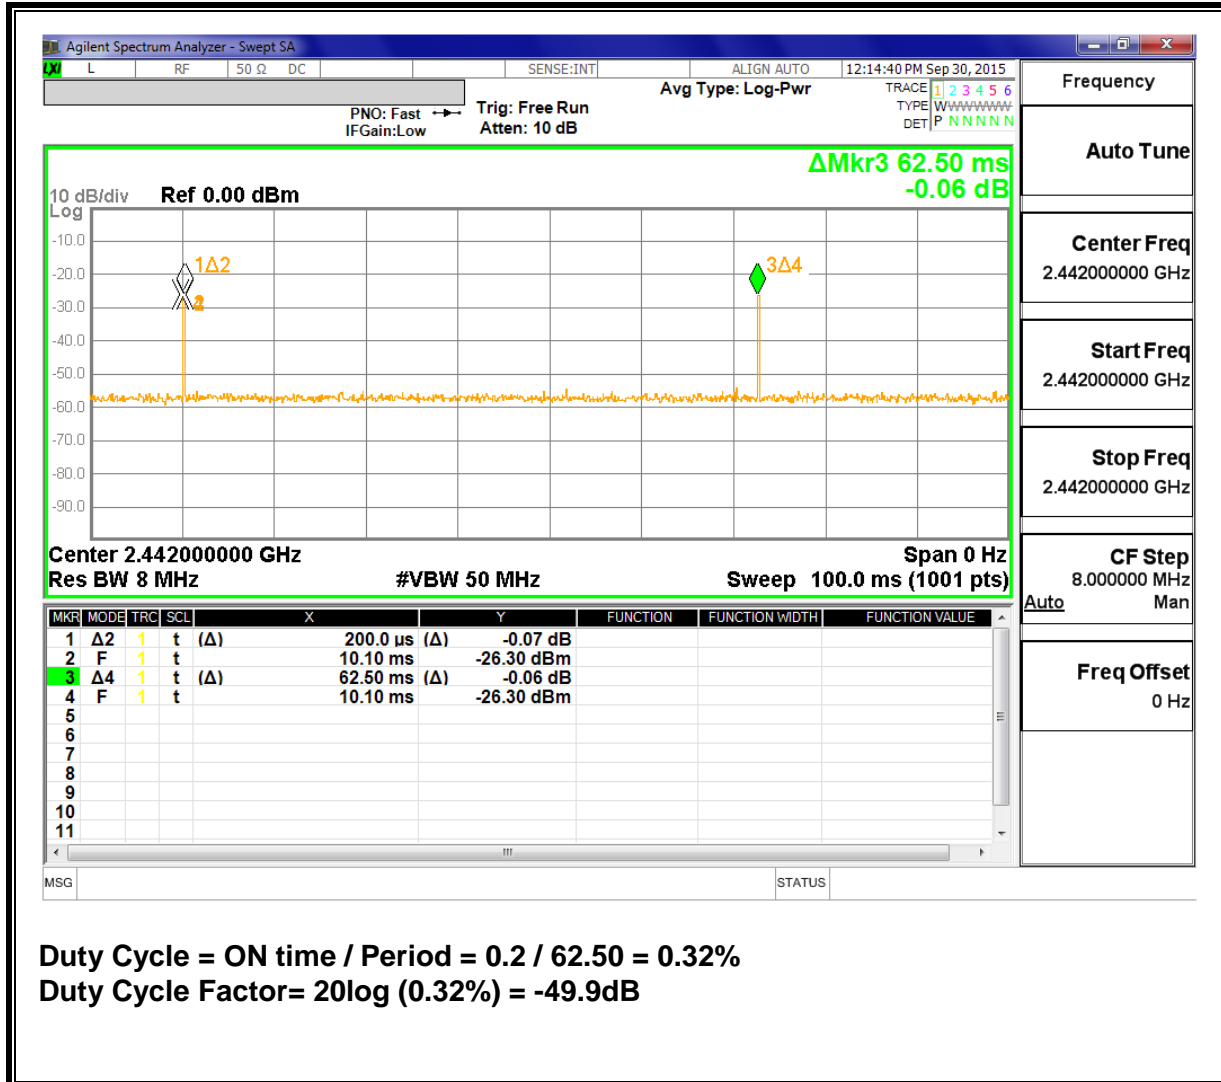 Agilent Spectrum Analyzer - Swept SA
LXI L RF 50 Ω DC SENSE:INT ALIGN AUTO 12:14:40 PM Sep 30, 2015
PNO: Fast
IFGain:Low
Trig: Free Run
Atten: 10 dB
Avg Type: Log-Pwr
TRACE 1 2 3 4 5 6
TYPE WWWWWW
DET P N N N N N
ΔMkr3 62.50 ms
-0.06 dB
10 dB/div Ref 0.00 dBm
Log
-10.0
-20.0
-30.0
-40.0
-50.0
-60.0
-70.0
-80.0
-90.0
1Δ2
3Δ4
Center 2.442000000 GHz Span 0 Hz
Res BW 8 MHz #VBW 50 MHz Sweep 100.0 ms (1001 pts)
MKR MODE TRC SCL X Y FUNCTION FUNCTION WIDTH FUNCTION VALUE
1 Δ2 1 t (Δ) 200.0 µs (Δ) -0.07 dB
2 F 1 t 10.10 ms -26.30 dBm
3 Δ4 1 t (Δ) 62.50 ms (Δ) -0.06 dB
4 F 1 t 10.10 ms -26.30 dBm
5
6
7
8
9
10
11
MSG STATUS
Frequency
Auto Tune
Center Freq
2.442000000 GHz
Start Freq
2.442000000 GHz
Stop Freq
2.442000000 GHz
CF Step
8.000000 MHz
Auto Man
Freq Offset
0 Hz
Duty Cycle = ON time / Period = 0.2 / 62.50 = 0.32%
Duty Cycle Factor= 20log (0.32%) = -49.9dB